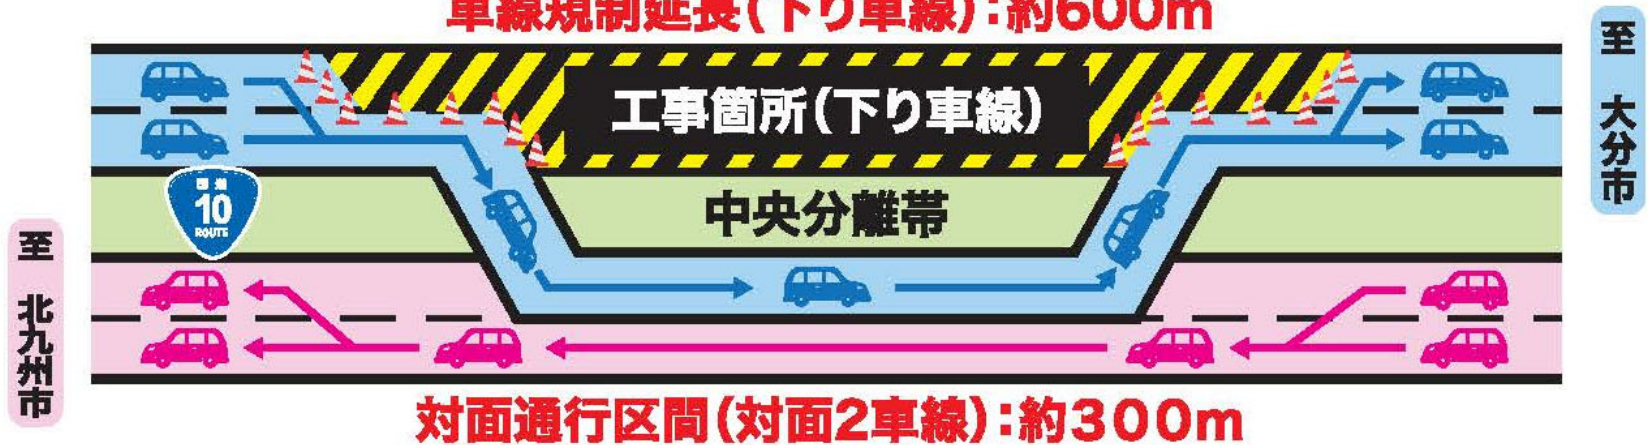 車線規制延長(下り車線):約600m
至 大分市
工事箇所(下り車線)
国道
10
ROUTE
中央分離帯
至 北九州市
対面通行区間(対面2車線):約300m